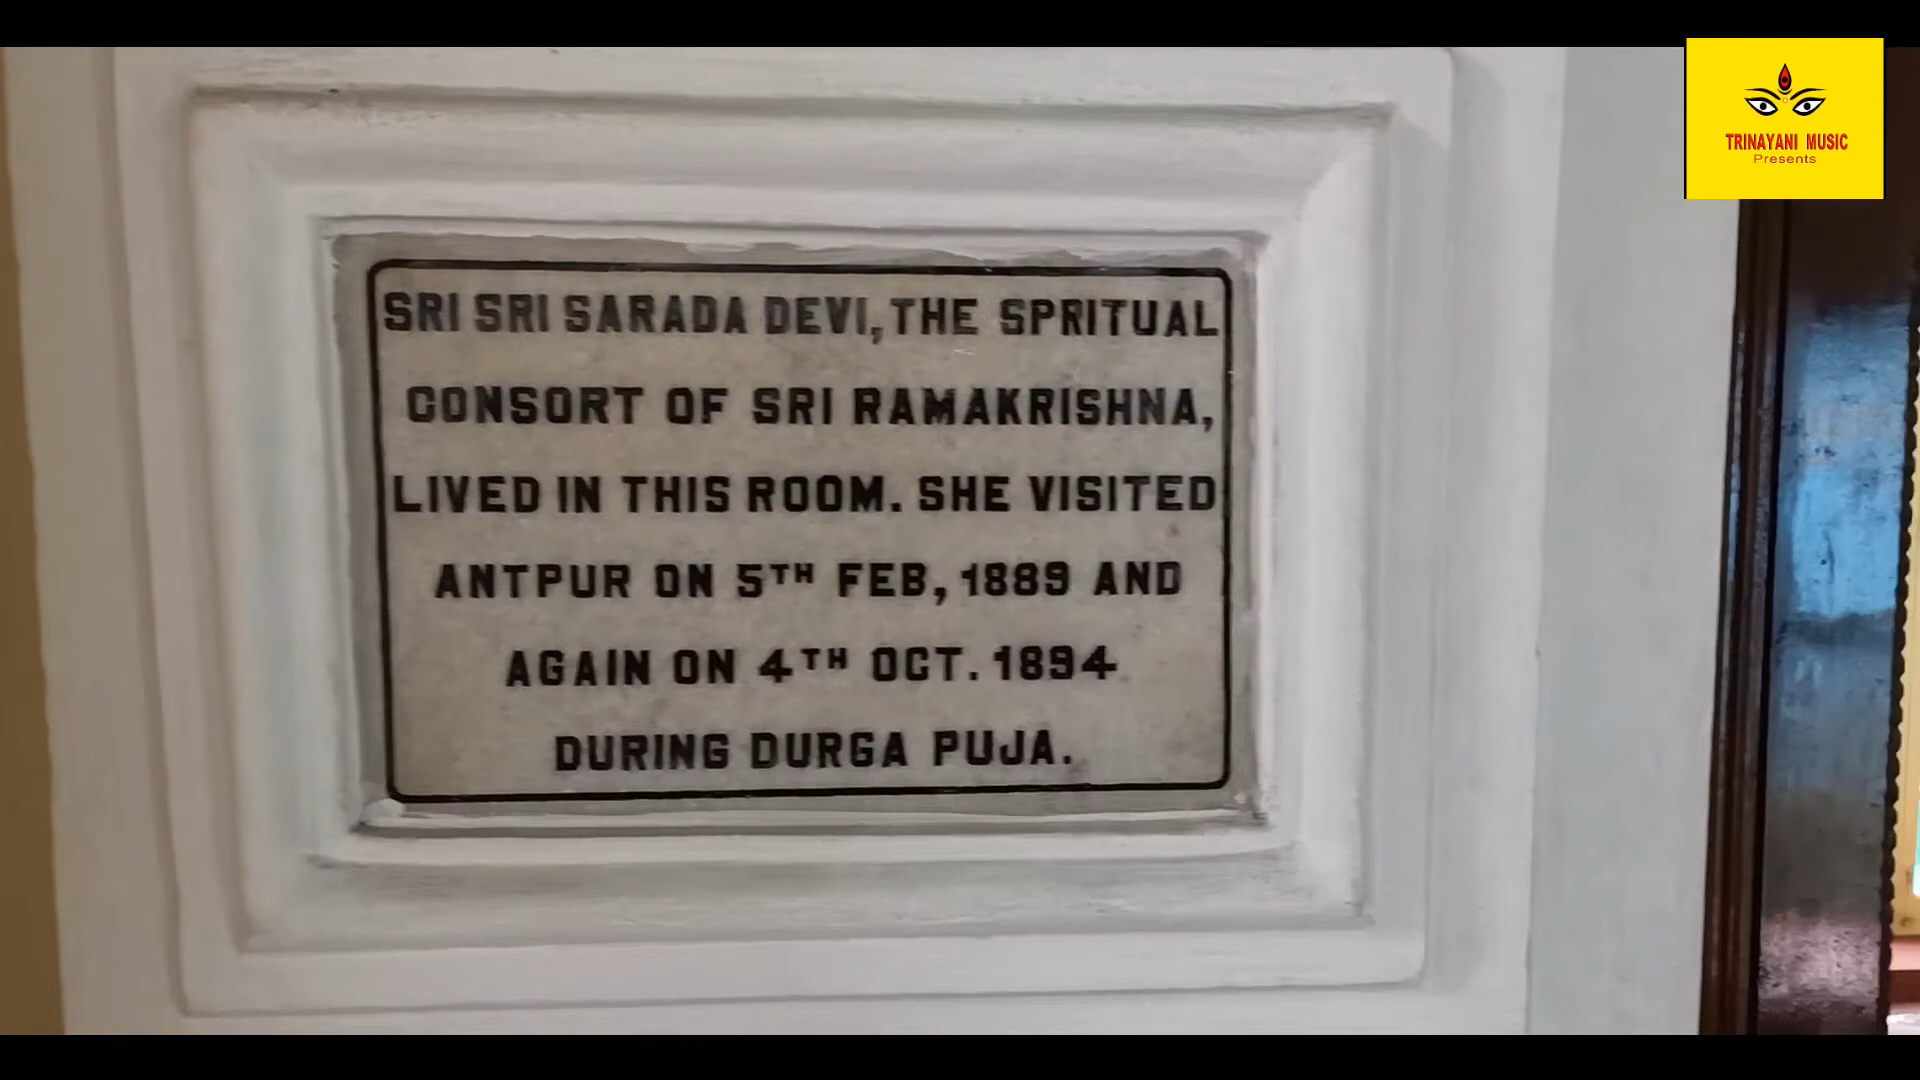 SRI SRI SARADA DEVI, THE SPRITUAL
CONSORT OF SRI RAMAKRISHNA,
LIVED IN THIS ROOM. SHE VISITED
ANTPUR ON 5TH FEB, 1889 AND
AGAIN ON 4TH OCT. 1894
DURING DURGA PUJA.
TRINAYANI MUSIC
Presents